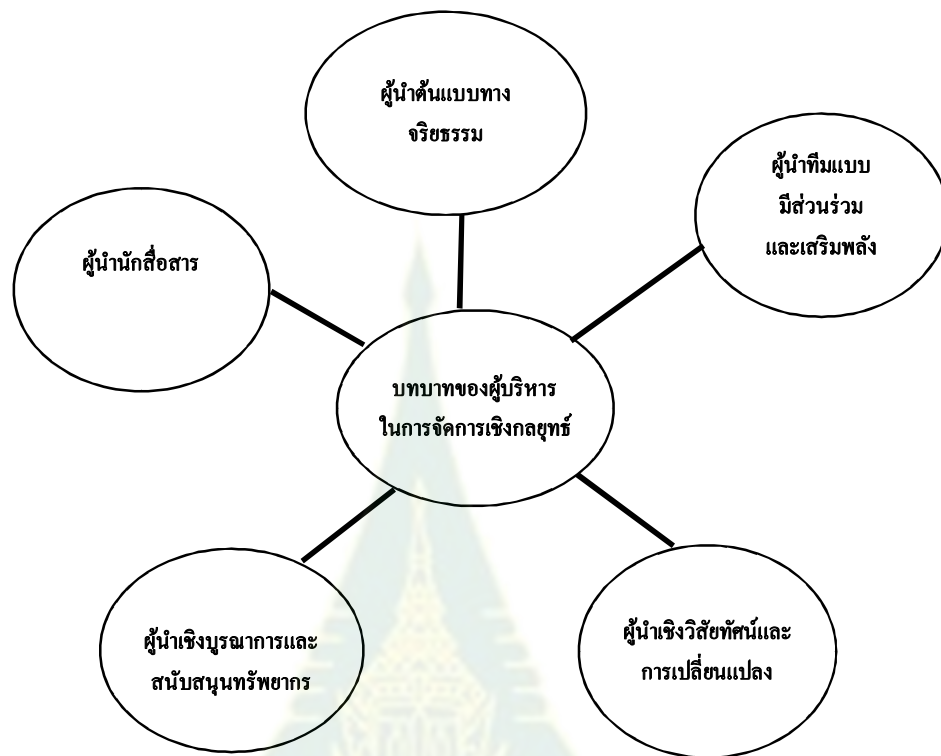 ผู้นำต้นแบบทาง
จริยธรรม
ผู้นำทีมแบบ
มีส่วนร่วม
และเสริมพลัง
ผู้นำนักสื่อสาร
บทบาทของผู้บริหาร
ในการจัดการเชิงกลยุทธ์
ผู้นำเชิงบูรณาการและ
สนับสนุนทรัพยากร
ผู้นำเชิงวิสัยทัศน์และ
การเปลี่ยนแปลง